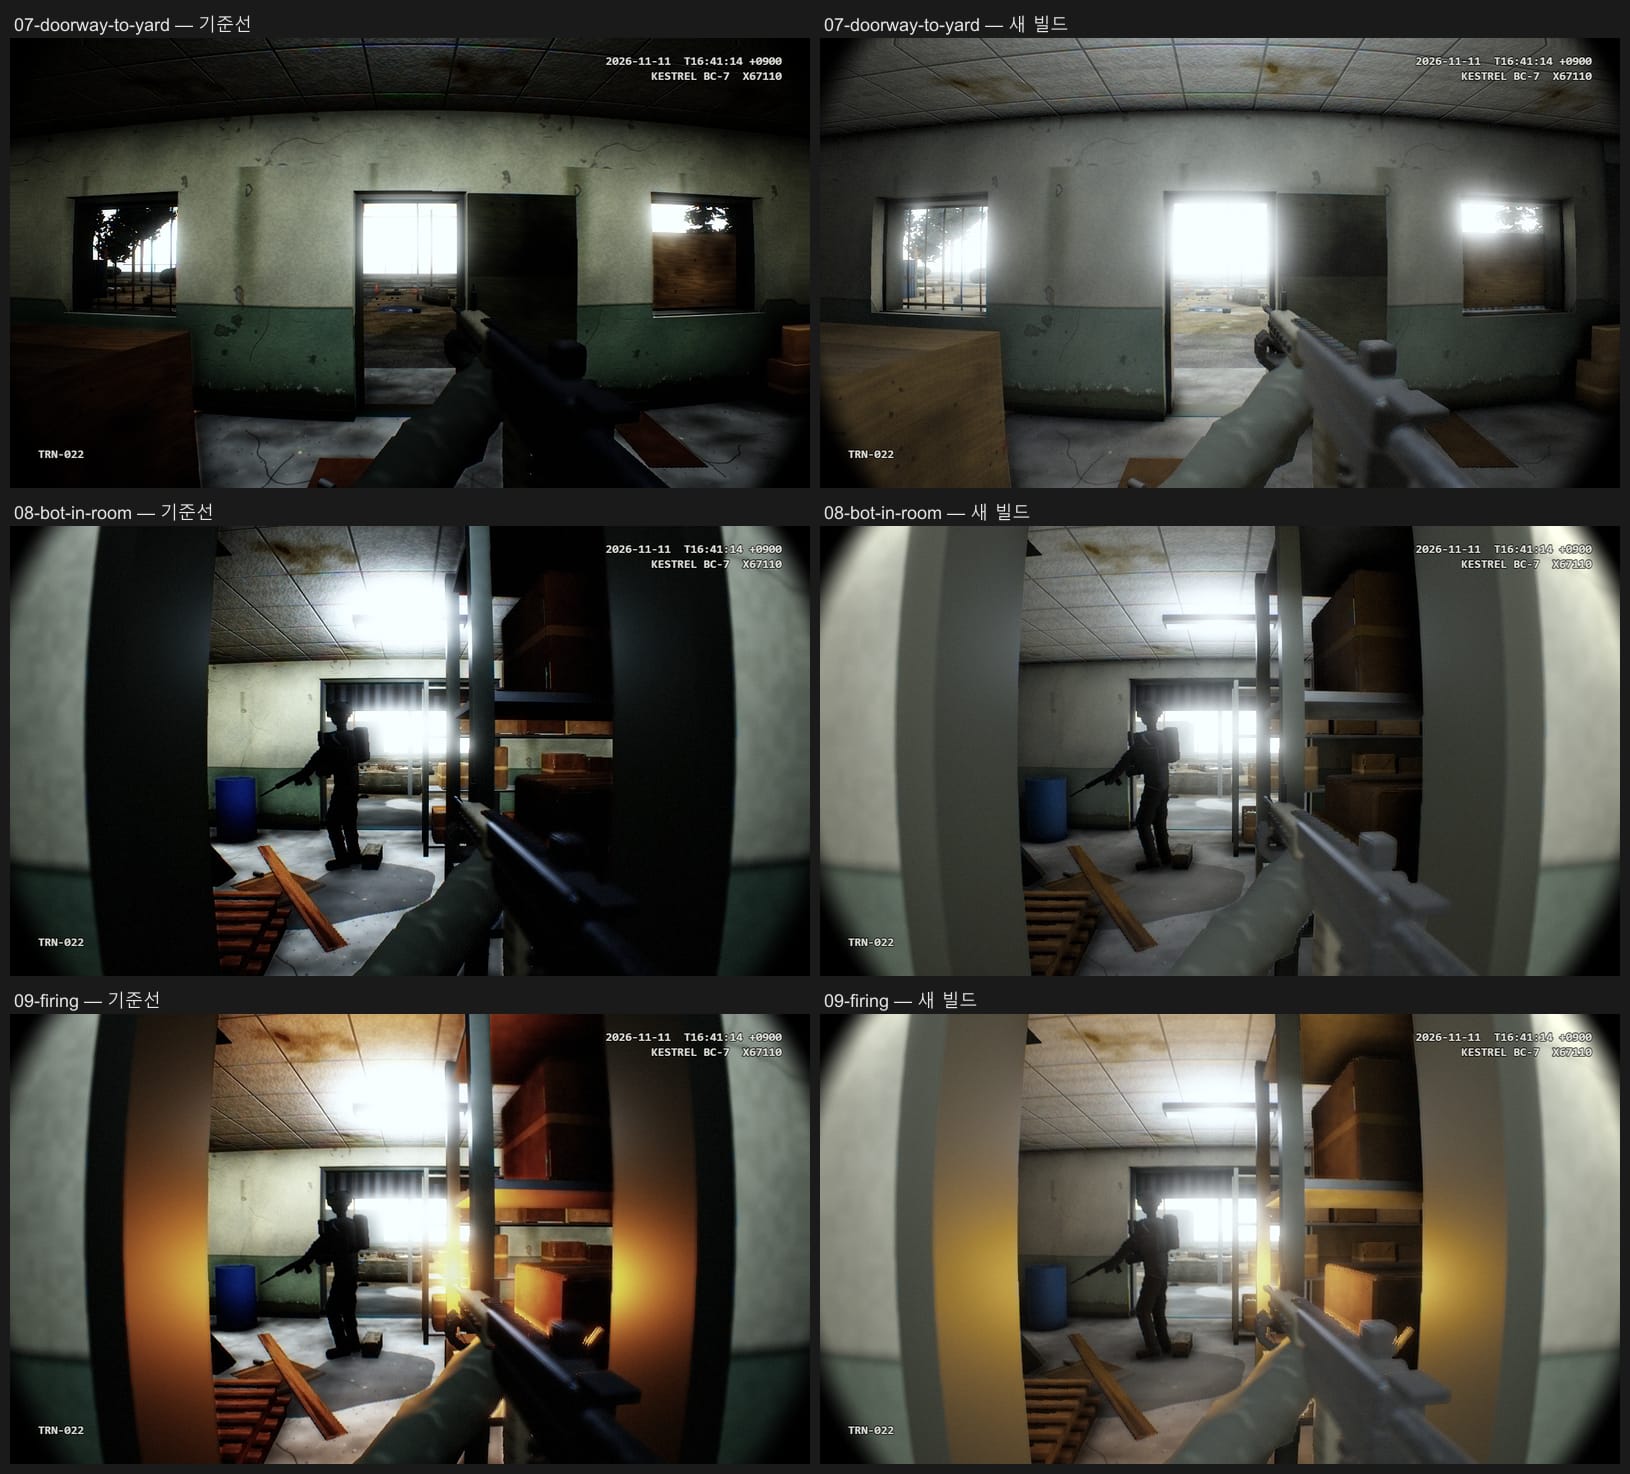 07-doorway-to-yard — 기준선
2026-11-11 T16:41:14 +0900
KESTREL BC-7 X67110
TRN-022
07-doorway-to-yard — 새 빌드
2026-11-11 T16:41:14 +0900
KESTREL BC-7 X67110
TRN-022
08-bot-in-room — 기준선
2026-11-11 T16:41:14 +0900
KESTREL BC-7 X67110
TRN-022
08-bot-in-room — 새 빌드
2026-11-11 T16:41:14 +0900
KESTREL BC-7 X67110
TRN-022
09-firing — 기준선
2026-11-11 T16:41:14 +0900
KESTREL BC-7 X67110
TRN-022
09-firing — 새 빌드
2026-11-11 T16:41:14 +0900
KESTREL BC-7 X67110
TRN-022